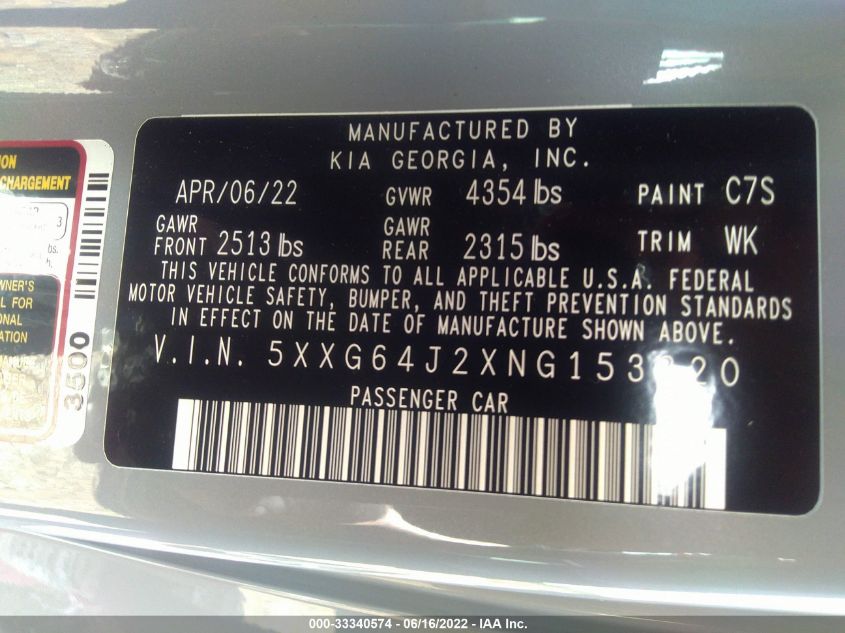 MANUFACTURED BY
KIA GEORGIA, INC.
APR/06/22 GVWR 4354 lbs PAINT C7S
GAWR FRONT 2513 lbs GAWR REAR 2315 lbs TRIM WK
THIS VEHICLE CONFORMS TO ALL APPLICABLE U.S.A. FEDERAL
MOTOR VEHICLE SAFETY, BUMPER, AND THEFT PREVENTION STANDARDS
IN EFFECT ON THE DATE OF MANUFACTURE SHOWN ABOVE.
V.I.N.
PASSENGER CAR
CHARGEMENT
3
lbs.
FOR
3500
000-33340574 - 06/16/2022 - IAA Inc.